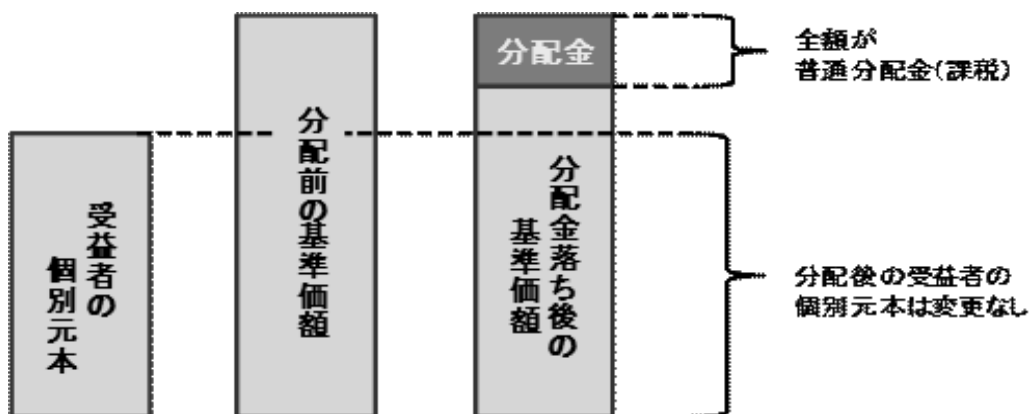 受益者の
個別元本
分配前の基準価額
分配金
分配金落ち後の
基準価額
全額が
普通分配金(課税)
分配後の受益者の
個別元本は変更なし